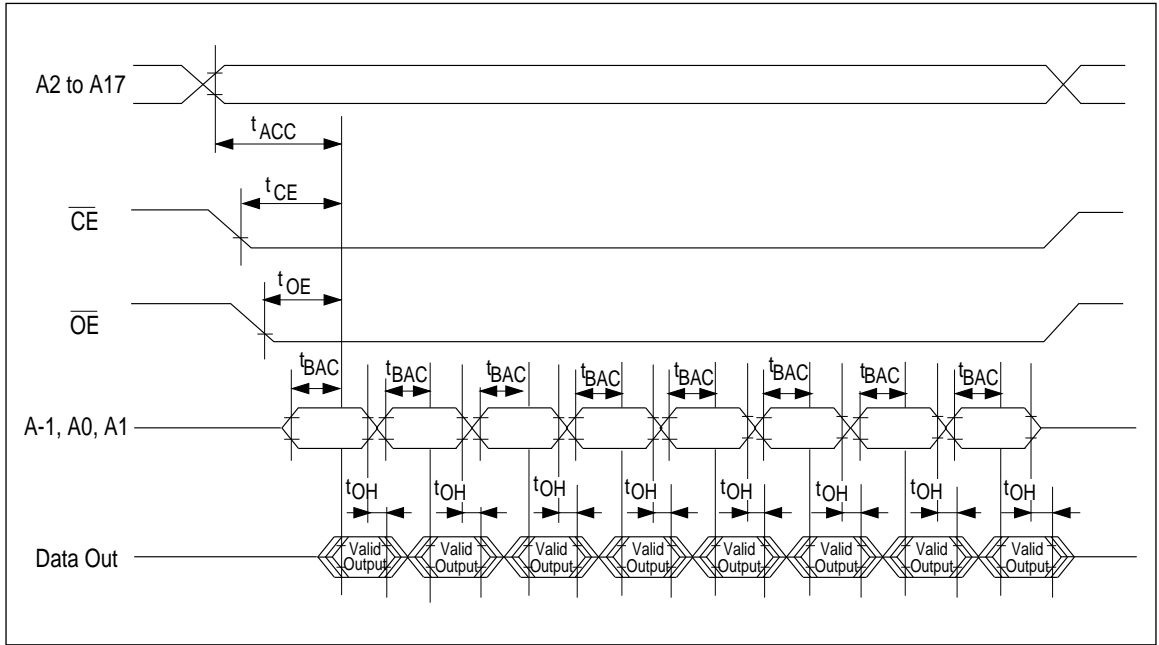 A2 to A17
tACC
tCE
CE
tOE
OE
tBAC tBAC tBAC tBAC tBAC tBAC tBAC tBAC
A-1, A0, A1
tOH tOH tOH tOH tOH tOH tOH tOH
Data Out
Valid Output Valid Output Valid Output Valid Output Valid Output Valid Output Valid Output Valid Output